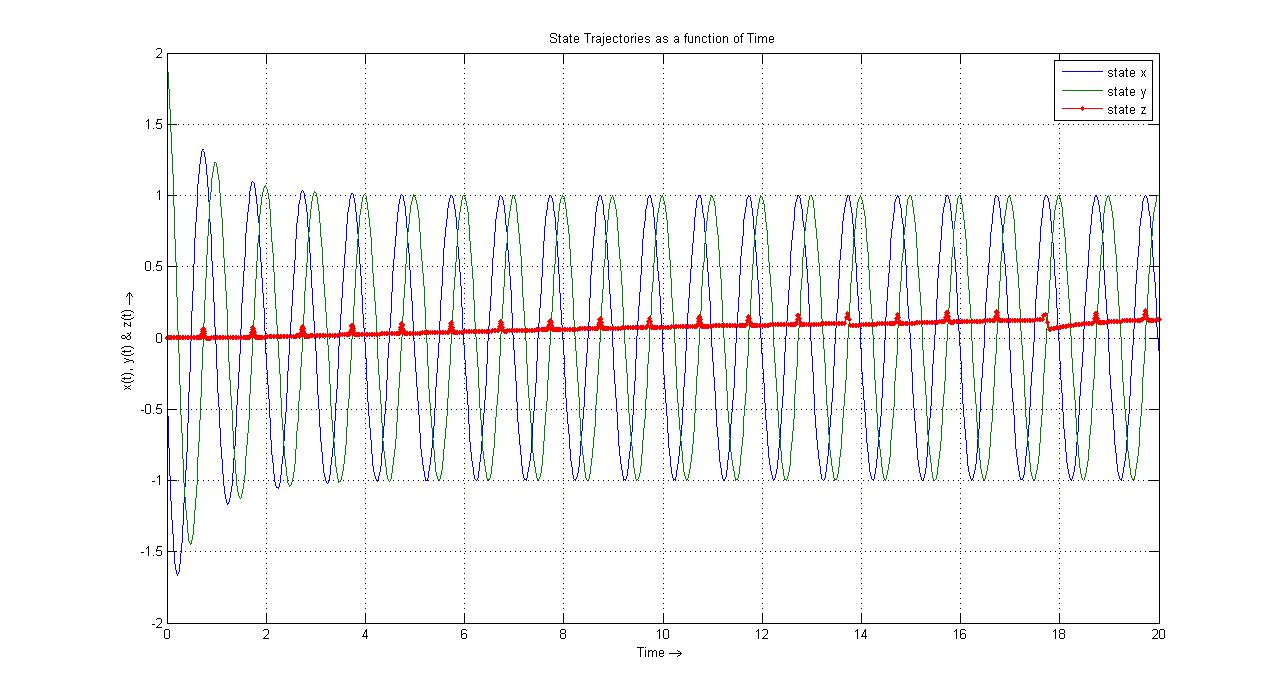 State Trajectories as a function of Time
state x
state y
state z
2
1.5
1
0.5
0
-0.5
-1
-1.5
-2
x(t), y(t) & z(t) →
0 2 4 6 8 10 12 14 16 18 20
Time →